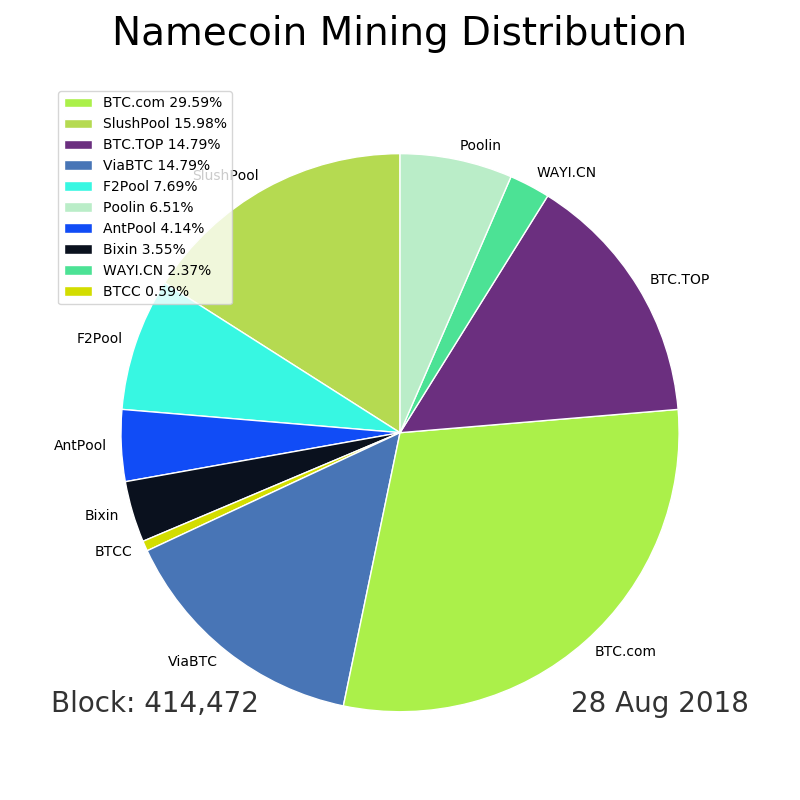 Namecoin Mining Distribution
BTC.com 29.59%
SlushPool 15.98%
BTC.TOP 14.79%
ViaBTC 14.79%
F2Pool 7.69%
Poolin 6.51%
AntPool 4.14%
Bixin 3.55%
WAYI.CN 2.37%
BTCC 0.59%
Poolin
WAYI.CN
SlushPool
BTC.TOP
F2Pool
AntPool
Bixin
BTCC
BTC.com
ViaBTC
Block: 414,472
28 Aug 2018